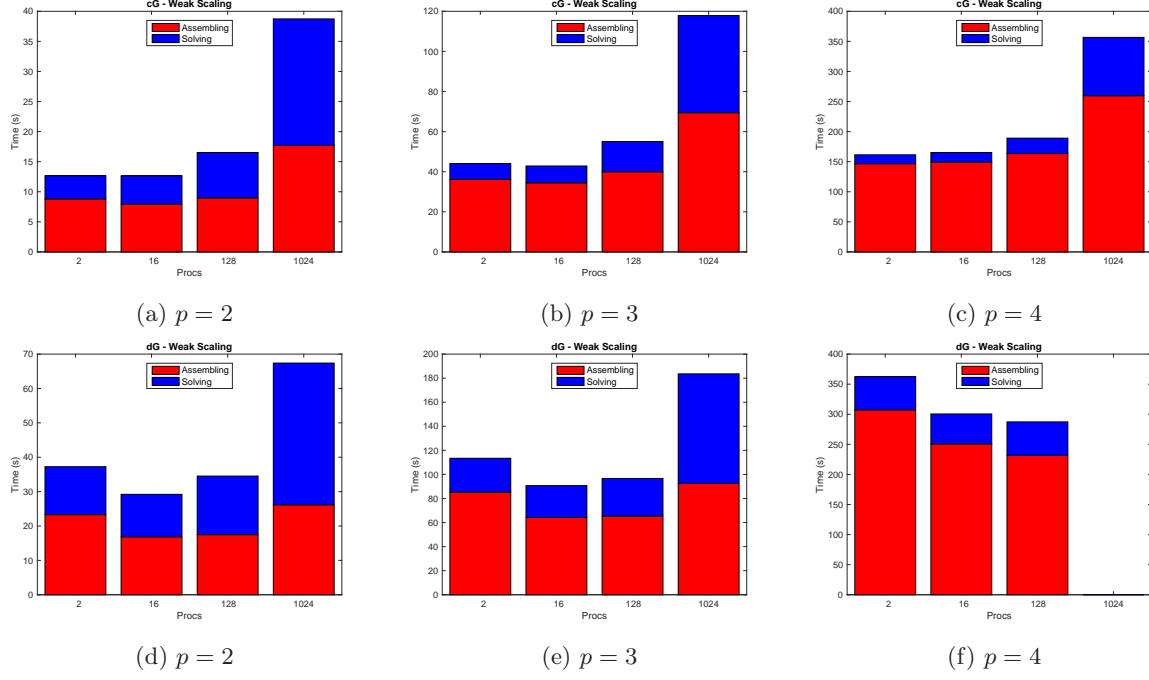 cG - Weak Scaling
Assembling
Solving
Time (s)
40
35
30
25
20
15
10
5
0
2 16 128 1024
Procs
(a) p = 2
cG - Weak Scaling
Assembling
Solving
Time (s)
120
100
80
60
40
20
0
2 16 128 1024
Procs
(b) p = 3
cG - Weak Scaling
Assembling
Solving
Time (s)
400
350
300
250
200
150
100
50
0
2 16 128 1024
Procs
(c) p = 4
dG - Weak Scaling
Assembling
Solving
Time (s)
70
60
50
40
30
20
10
0
2 16 128 1024
Procs
(d) p = 2
dG - Weak Scaling
Assembling
Solving
Time (s)
200
180
160
140
120
100
80
60
40
20
0
2 16 128 1024
Procs
(e) p = 3
dG - Weak Scaling
Assembling
Solving
Time (s)
400
350
300
250
200
150
100
50
0
2 16 128 1024
Procs
(f) p = 4